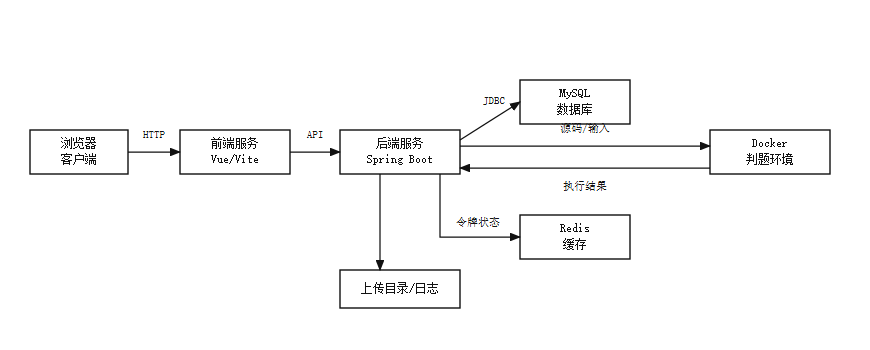 MySQL
数据库
JDBC
源码/输入
HTTP
API
浏览器
客户端
前端服务
Vue/Vite
后端服务
Spring Boot
Docker
判题环境
执行结果
令牌状态
Redis
缓存
上传目录/日志